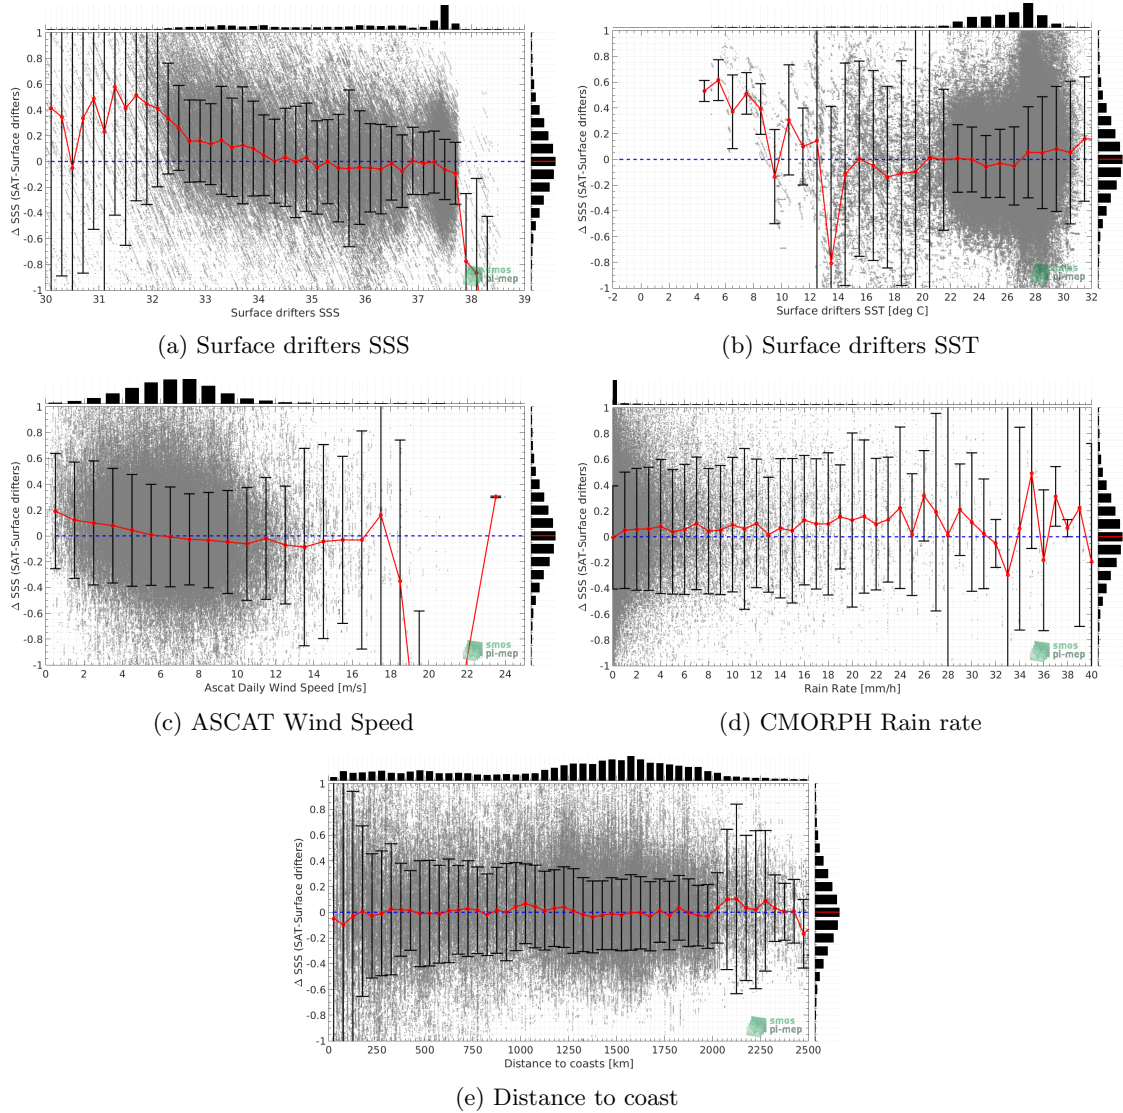 Δ SSS (SAT-Surface drifters)
1
0.8
0.6
0.4
0.2
0
-0.2
-0.4
-0.6
-0.8
-1
30 31 32 33 34 35 36 37 38 39
Surface drifters SSS
smos
pi-mep
(a) Surface drifters SSS
Δ SSS (SAT-Surface drifters)
1
0.8
0.6
0.4
0.2
0
-0.2
-0.4
-0.6
-0.8
-1
-2 0 2 4 6 8 10 12 14 16 18 20 22 24 26 28 30 32
Surface drifters SST [deg C]
smos
pi-mep
(b) Surface drifters SST
Δ SSS (SAT-Surface drifters)
1
0.8
0.6
0.4
0.2
0
-0.2
-0.4
-0.6
-0.8
-1
0 2 4 6 8 10 12 14 16 18 20 22 24
Ascat Daily Wind Speed [m/s]
smos
pi-mep
(c) ASCAT Wind Speed
Δ SSS (SAT-Surface drifters)
1
0.8
0.6
0.4
0.2
0
-0.2
-0.4
-0.6
-0.8
-1
0 2 4 6 8 10 12 14 16 18 20 22 24 26 28 30 32 34 36 38 40
Rain Rate [mm/h]
smos
pi-mep
(d) CMORPH Rain rate
Δ SSS (SAT-Surface drifters)
1
0.8
0.6
0.4
0.2
0
-0.2
-0.4
-0.6
-0.8
-1
0 250 500 750 1000 1250 1500 1750 2000 2250 2500
Distance to coasts [km]
smos
pi-mep
(e) Distance to coast